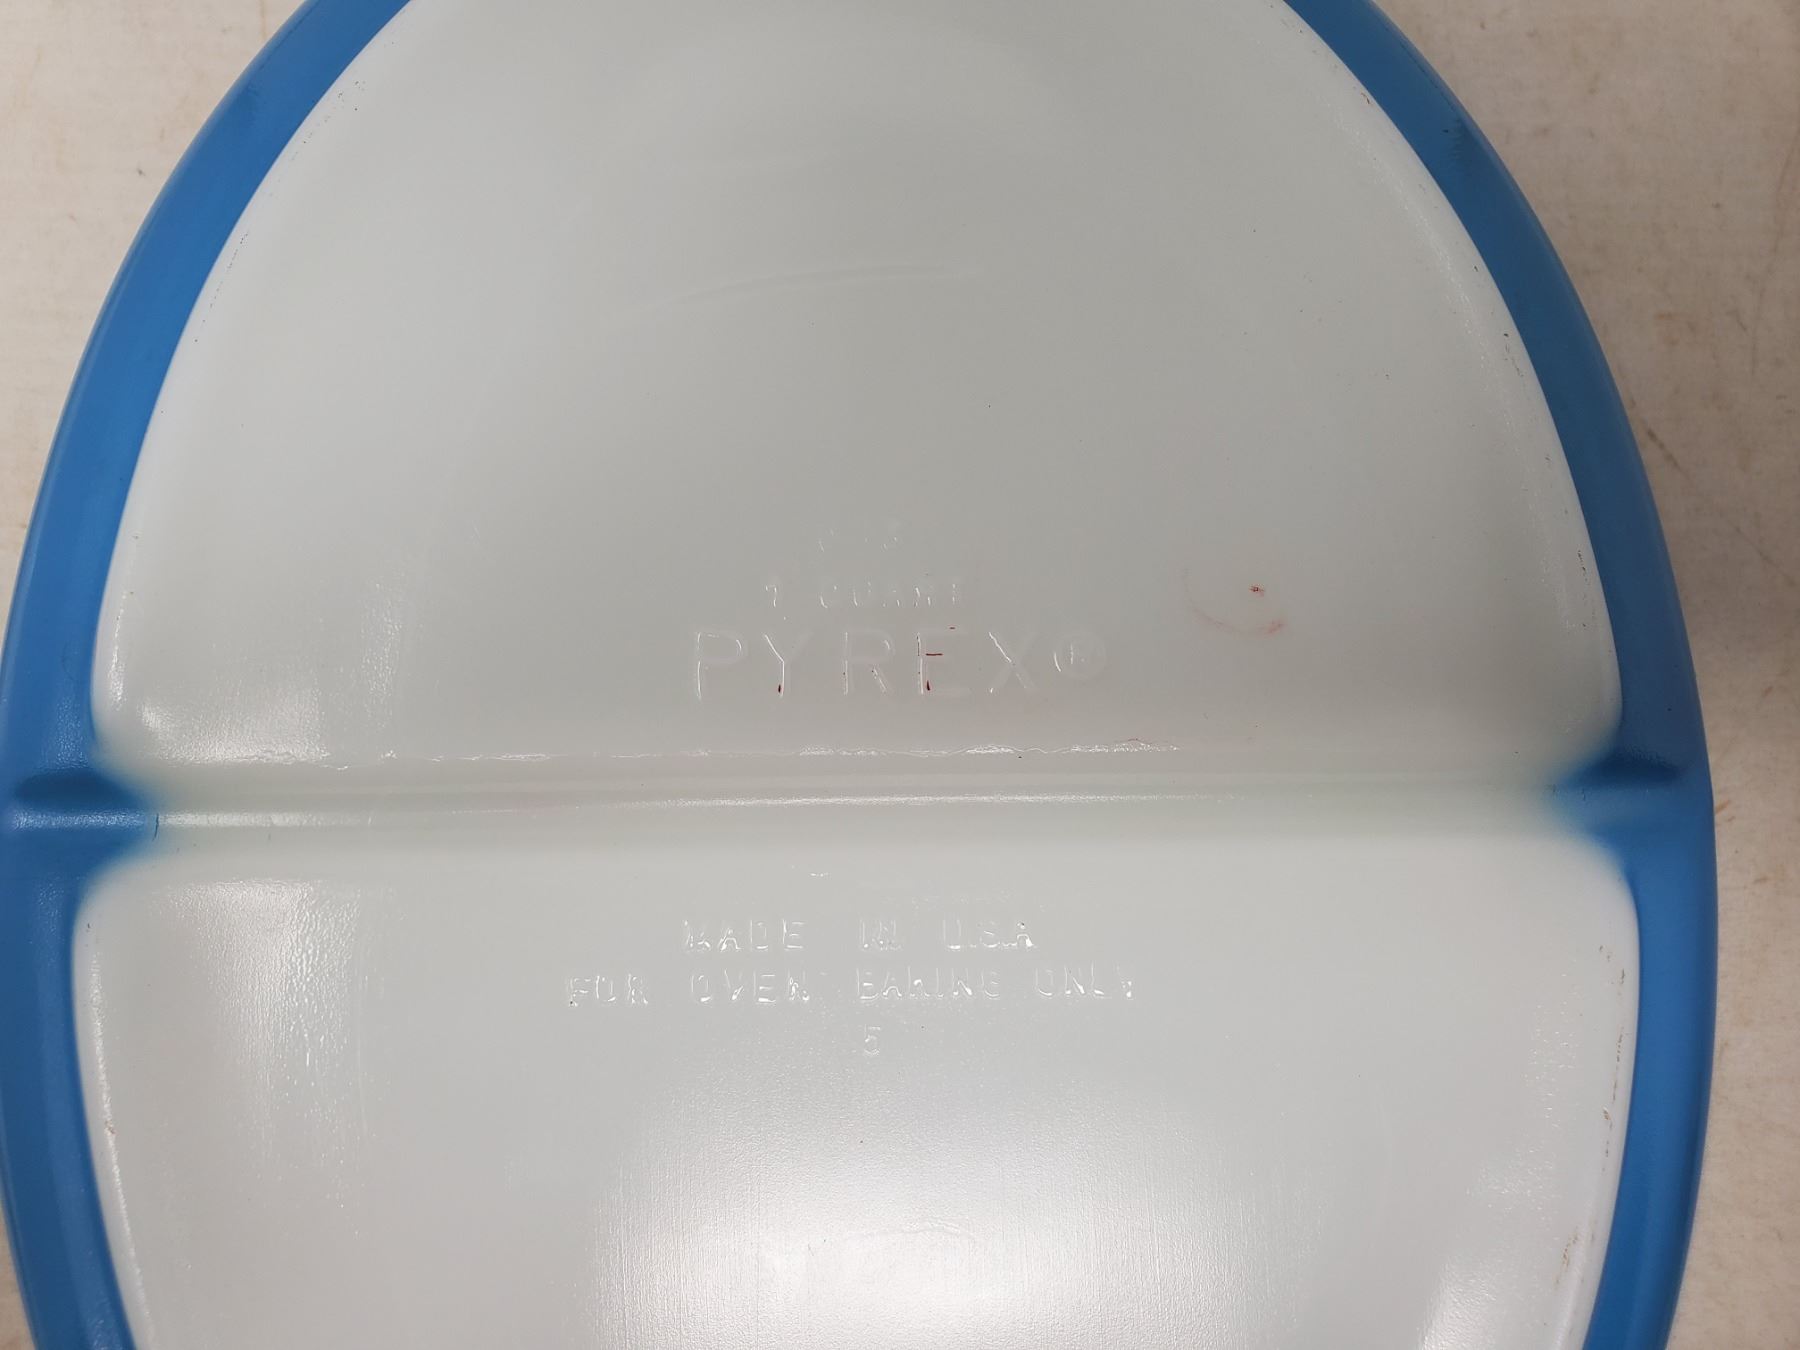 1 QUART
PYREX®
MADE IN U.S.A
FOR OVEN BAKING ONLY
5